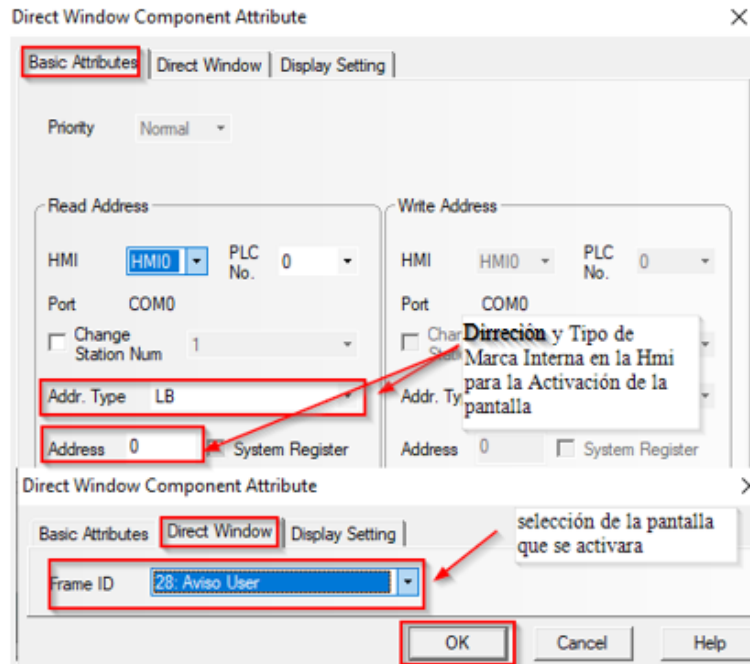 Direct Window Component Attribute
Basic Attributes Direct Window Display Setting
Priority Normal
Read Address Write Address
HMI HMI0 PLC No. 0 HMI HMI0 PLC No. 0
Port COM0 Port COM0
Change Station Num 1
Dirreción y Tipo de
Marca Interna en la Hmi
para la Activación de la
pantalla
Addr. Type LB
Address 0 System Register Address 0 System Register
Direct Window Component Attribute
Basic Attributes Direct Window Display Setting
selección de la pantalla
que se activara
Frame ID 28: Aviso User
OK Cancel Help